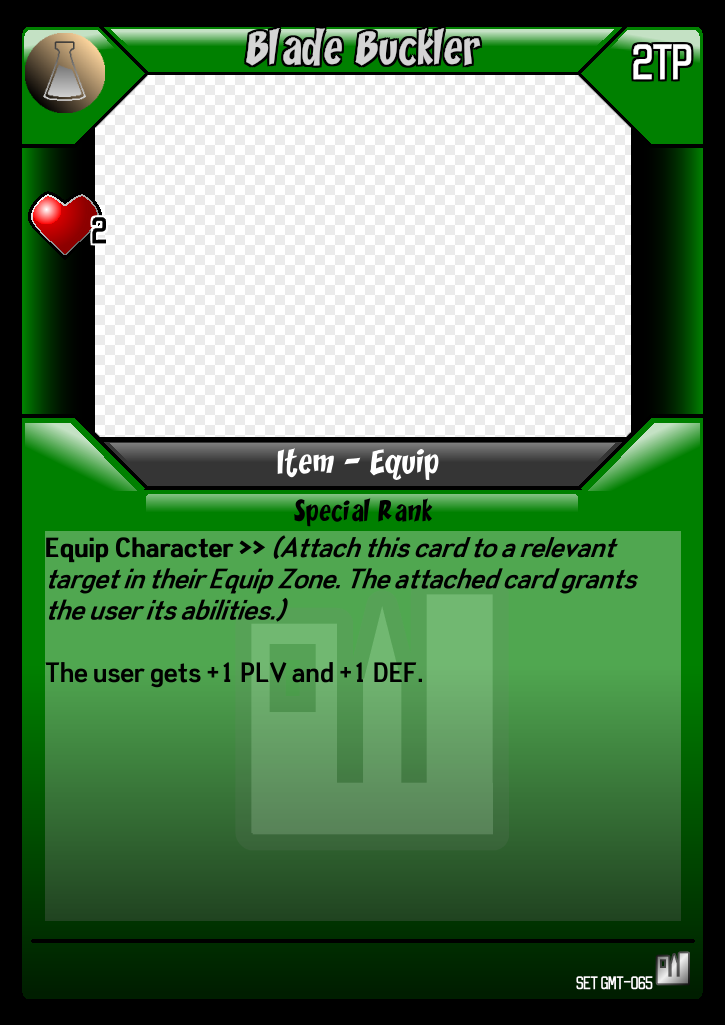 Blade Buckler
2TP
2
Item - Equip
Special Rank
Equip Character >> (Attach this card to a relevant
target in their Equip Zone. The attached card grants
the user its abilities.)
The user gets +1 PLV and +1 DEF.
SET GMT-065